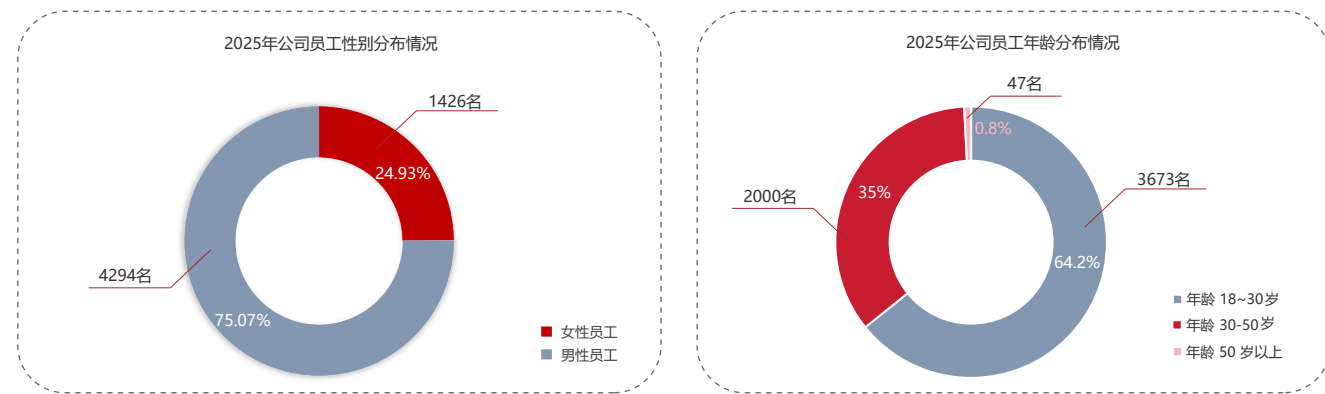 2025年公司员工性别分布情况
1426名
24.93%
4294名
75.07%
女性员工
男性员工
2025年公司员工年龄分布情况
47名
0.8%
3673名
35%
2000名
64.2%
年龄 18~30岁
年龄 30-50岁
年龄 50 岁以上